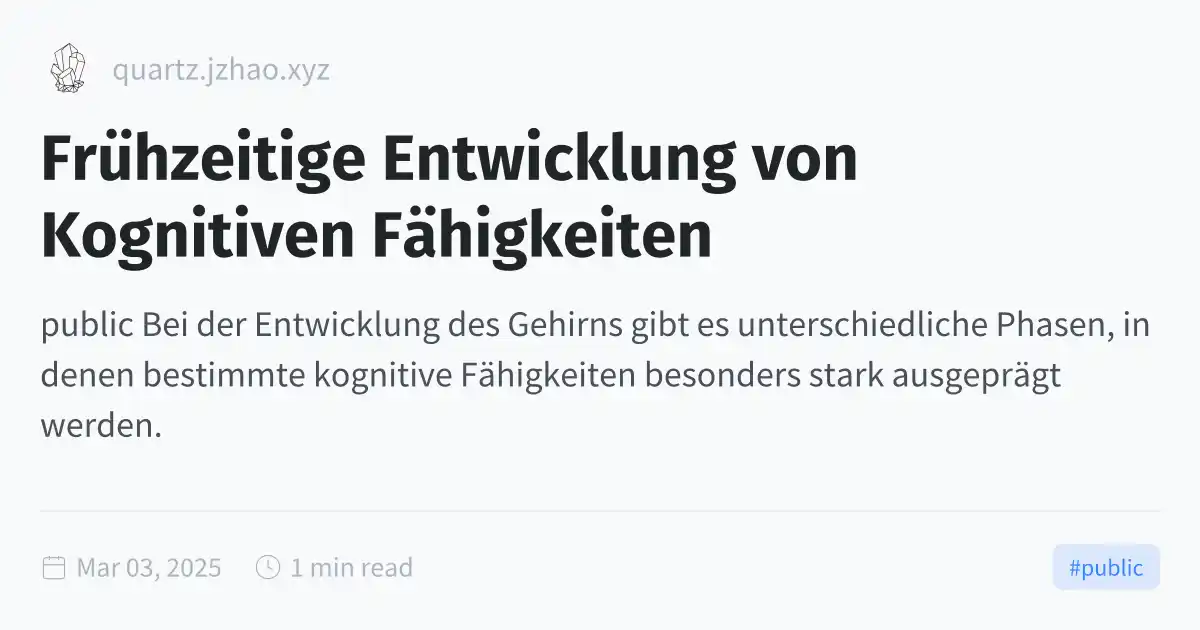 quartz.jzhao.xyz
Frühzeitige Entwicklung von
Kognitiven Fähigkeiten
public Bei der Entwicklung des Gehirns gibt es unterschiedliche Phasen, in
denen bestimmte kognitive Fähigkeiten besonders stark ausgeprägt
werden.
Mar 03, 2025 1 min read #public